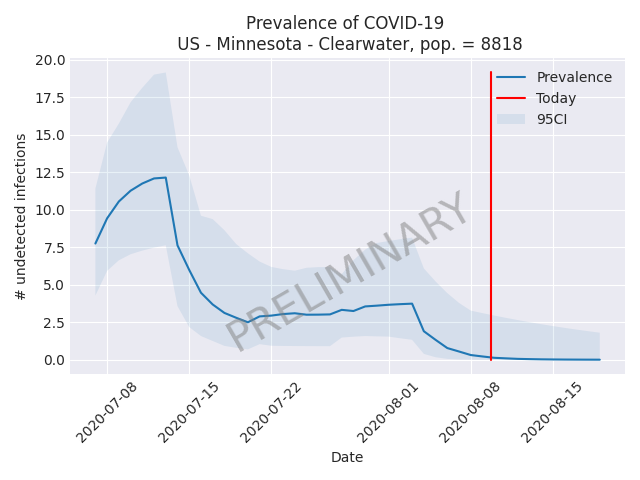 Prevalence of COVID-19
US - Minnesota - Clearwater, pop. = 8818
20.0
17.5
15.0
12.5
10.0
7.5
5.0
2.5
0.0
# undetected infections
Prevalence
Today
95CI
PRELIMINARY
2020-07-08
2020-07-15
2020-07-22
2020-08-01
2020-08-08
2020-08-15
Date